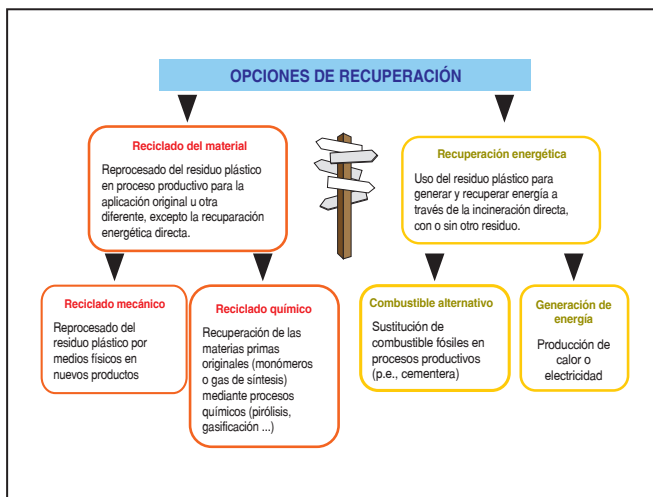 OPCIONES DE RECUPERACIÓN
Reciclado del material
Reprocesado del residuo plástico
en proceso productivo para la
aplicación original u otra
diferente, excepto la recuparación
energética directa.
Recuperación energética
Uso del residuo plástico para
generar y recuperar energía a
través de la incineración directa,
con o sin otro residuo.
Reciclado mecánico
Reprocesado del
residuo plástico por
medios físicos en
nuevos productos
Reciclado químico
Recuperación de las
materias primas
originales (monómeros
o gas de síntesis)
mediante procesos
químicos (pirólisis,
gasificación ...)
Combustible alternativo
Sustitución de
combustible fósiles en
procesos productivos
(p.e., cementera)
Generación de
energía
Producción de
calor o
electricidad